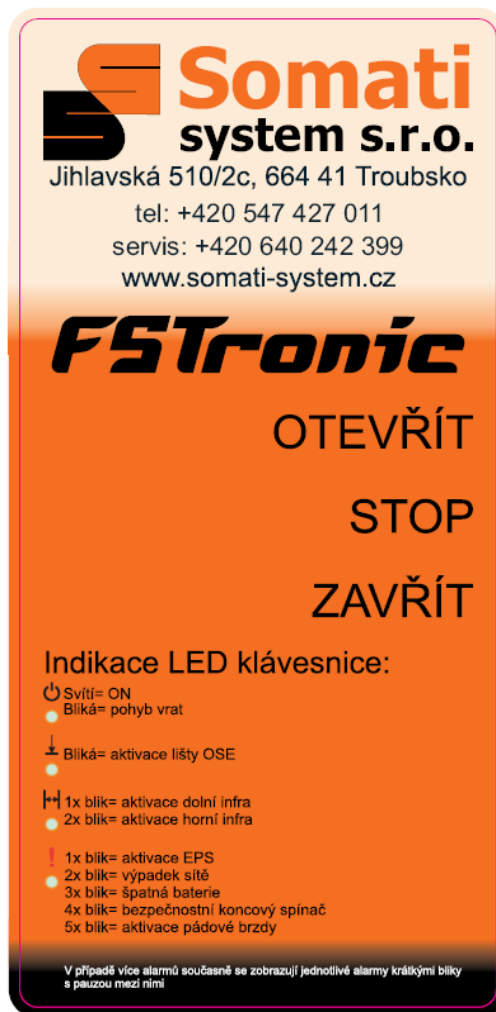 Somati
system s.r.o.
Jihlavská 510/2c, 664 41 Troubsko
tel: +420 547 427 011
servis: +420 640 242 399
www.somati-system.cz
FSTronic
OTEVŘÍT
STOP
ZAVŘÍT
Indikace LED klávesnice:
Svítí= ON
Bliká= pohyb vrat
Bliká= aktivace lišty OSE
1x blik= aktivace dolní infra
2x blik= aktivace horní infra
1x blik= aktivace EPS
2x blik= výpadek sítě
3x blik= špatná baterie
4x blik= bezpečnostní koncový spínač
5x blik= aktivace pádové brzdy
V případě více alarmů současně se zobrazují jednotlivé alarmy krátkými bliky
s pauzou mezi nimi